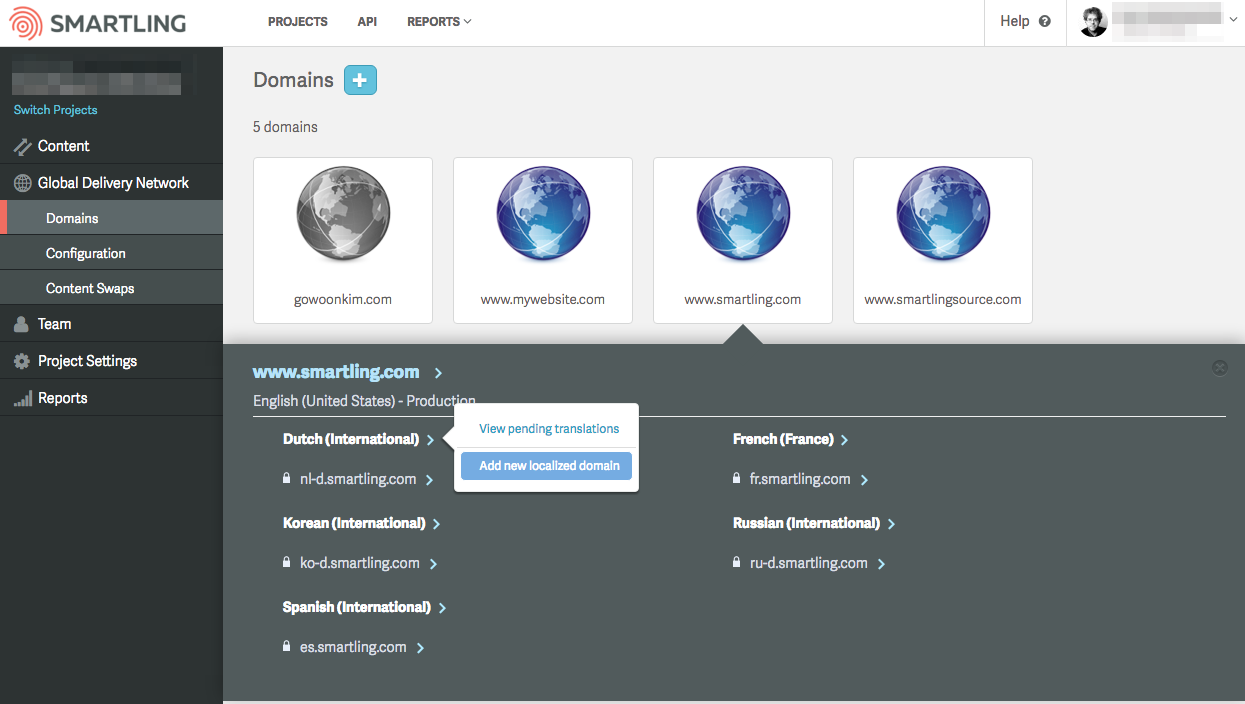 SMARTLING
PROJECTS
API
REPORTS
Help
Switch Projects
Content
Global Delivery Network
Domains
Configuration
Content Swaps
Team
Project Settings
Reports
Domains
5 domains
gowoonkim.com
www.mywebsite.com
www.smartling.com
www.smartlingsource.com
www.smartling.com
English (United States) - Production
Dutch (International)
nl-d.smartling.com
View pending translations
Add new localized domain
French (France)
fr.smartling.com
Korean (International)
ko-d.smartling.com
Russian (International)
ru-d.smartling.com
Spanish (International)
es.smartling.com